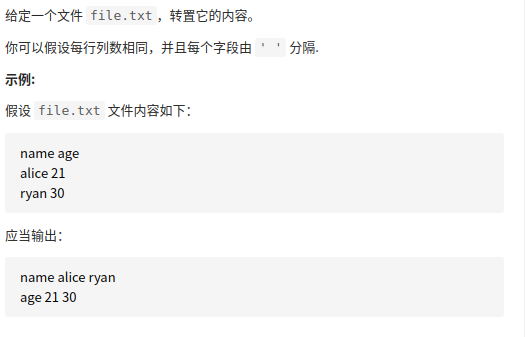 给定一个文件 file.txt，转置它的内容。
你可以假设每行列数相同，并且每个字段由 ' ' 分隔.
示例:
假设 file.txt 文件内容如下：
name age
alice 21
ryan 30
应当输出：
name alice ryan
age 21 30